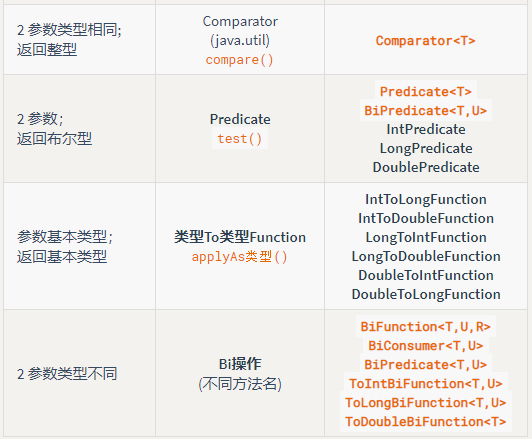 2 参数类型相同;
返回整型
Comparator
(java.util)
compare()
Comparator<T>
2 参数；
返回布尔型
Predicate
test()
Predicate<T>
BiPredicate<T,U>
IntPredicate
LongPredicate
DoublePredicate
参数基本类型；
返回基本类型
类型To类型Function
applyAs类型()
IntToLongFunction
IntToDoubleFunction
LongToIntFunction
LongToDoubleFunction
DoubleToIntFunction
DoubleToLongFunction
2 参数类型不同
Bi操作
(不同方法名)
BiFunction<T,U,R>
BiConsumer<T,U>
BiPredicate<T,U>
ToIntBiFunction<T,U>
ToLongBiFunction<T,U>
ToDoubleBiFunction<T>